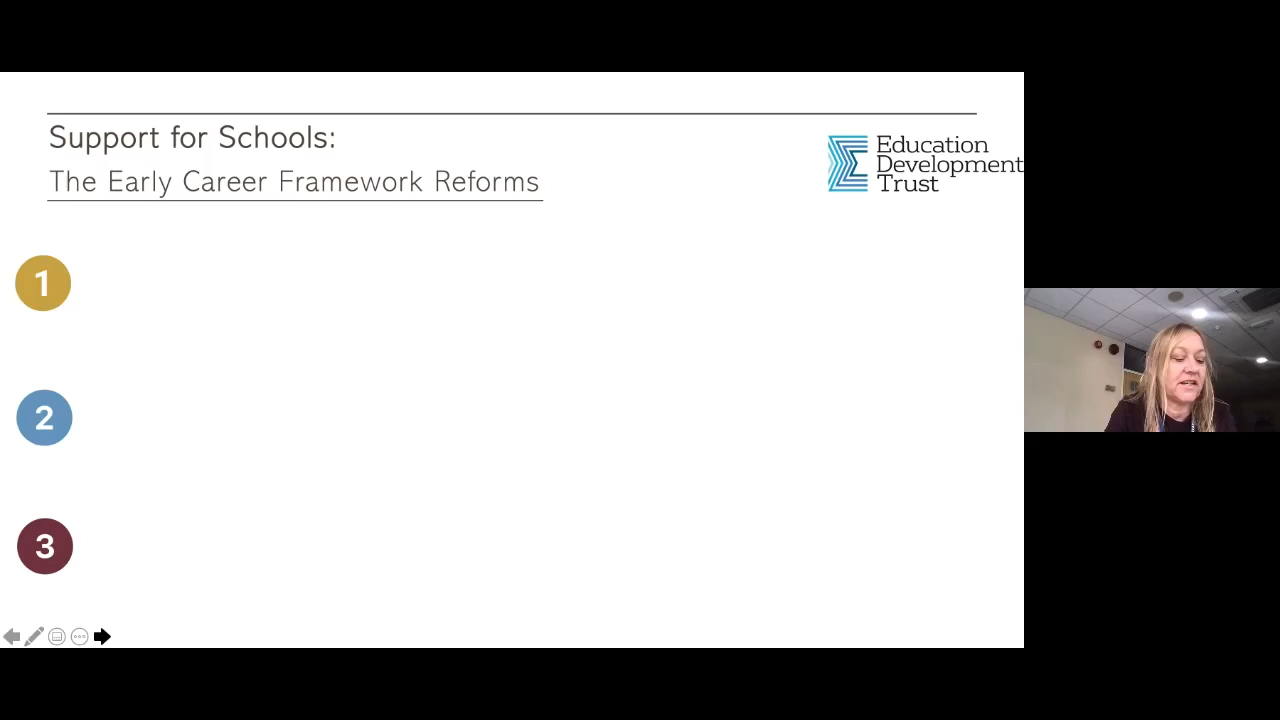 Support for Schools:
The Early Career Framework Reforms
Education
Development
Trust
1
2
3